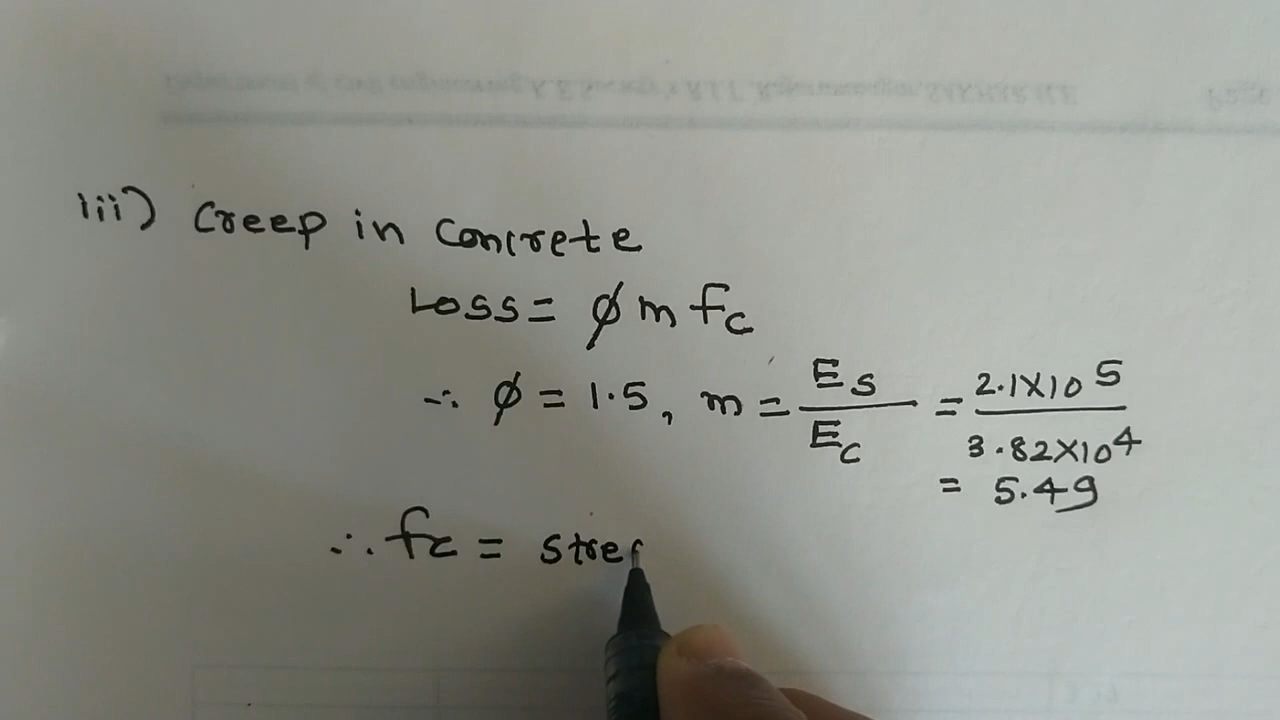 iii) Creep in concrete
Loss = ϕ m fc
∴ ϕ = 1.5, m = Es/Ec = 2.1×10^5/3.82×10^4
= 5.49
∴ fc = stre